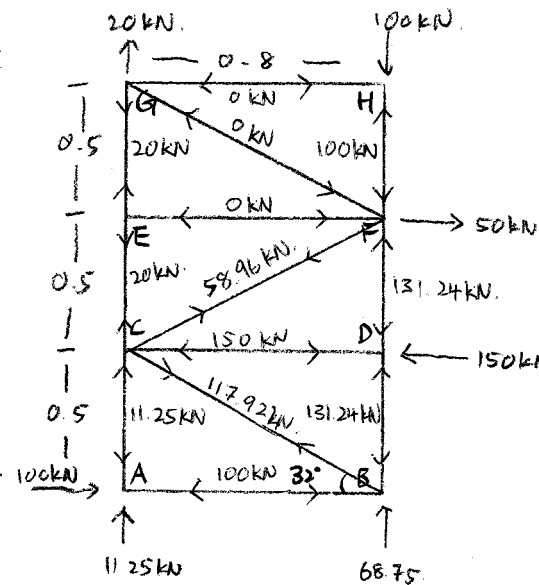 20kN. 100kN.
0.8
G 0 kN H
0 kN
0.5 20kN 100kN
0 kN
E F 50kN
0.5 20kN. 58.96 kN. 131.24kN.
C 150 kN D 150k
0.5 11.25kN 117.92kN. 131.24kN
100kN A 100kN 32° B
11.25kN 68.75